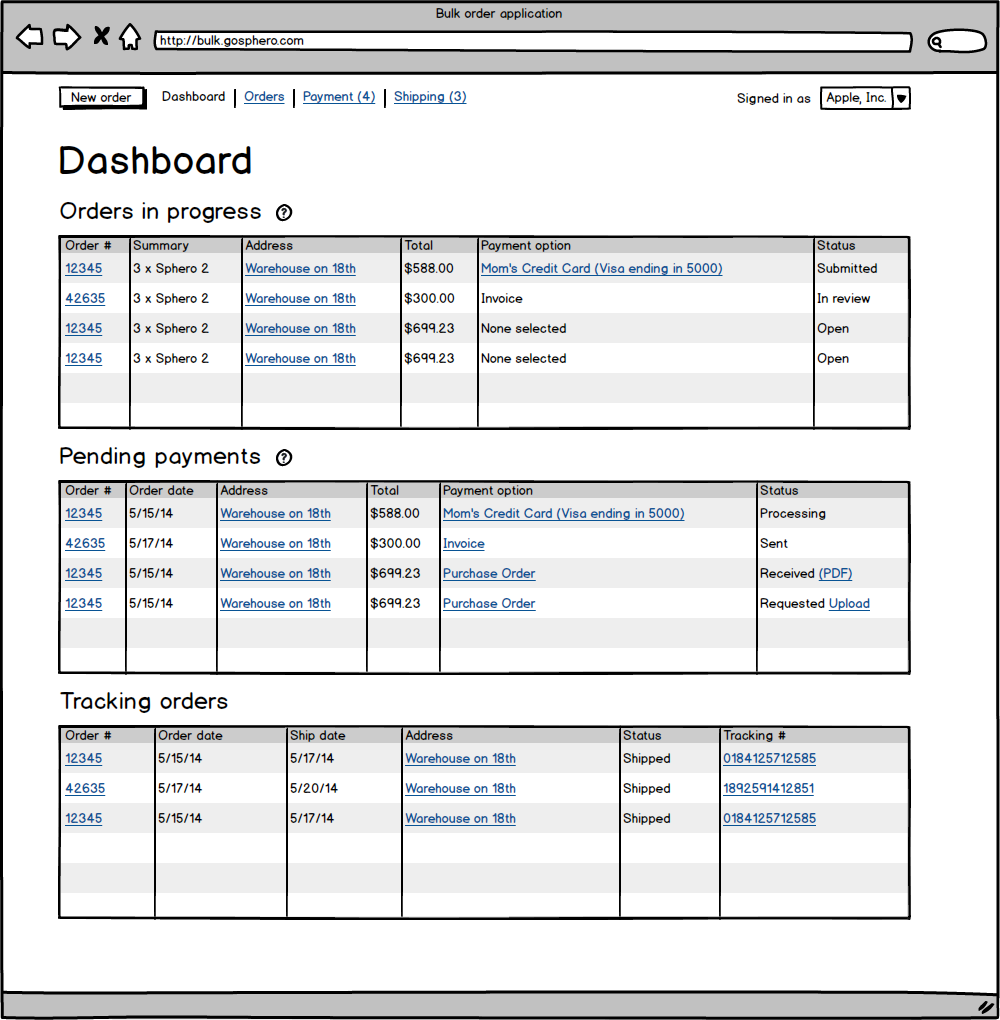 Bulk order application
http://bulk.gosphero.com
New order Dashboard Orders Payment (4) Shipping (3) Signed in as Apple, Inc.
Dashboard
Orders in progress ?
Order # Summary Address Total Payment option Status
12345 3 x Sphero 2 Warehouse on 18th $588.00 Mom's Credit Card (Visa ending in 5000) Submitted
42635 3 x Sphero 2 Warehouse on 18th $300.00 Invoice In review
12345 3 x Sphero 2 Warehouse on 18th $699.23 None selected Open
12345 3 x Sphero 2 Warehouse on 18th $699.23 None selected Open
Pending payments ?
Order # Order date Address Total Payment option Status
12345 5/15/14 Warehouse on 18th $588.00 Mom's Credit Card (Visa ending in 5000) Processing
42635 5/17/14 Warehouse on 18th $300.00 Invoice Sent
12345 5/15/14 Warehouse on 18th $699.23 Purchase Order Received (PDF)
12345 5/15/14 Warehouse on 18th $699.23 Purchase Order Requested Upload
Tracking orders
Order # Order date Ship date Address Status Tracking #
12345 5/15/14 5/17/14 Warehouse on 18th Shipped 0184125712585
42635 5/17/14 5/20/14 Warehouse on 18th Shipped 1892591412851
12345 5/15/14 5/17/14 Warehouse on 18th Shipped 0184125712585